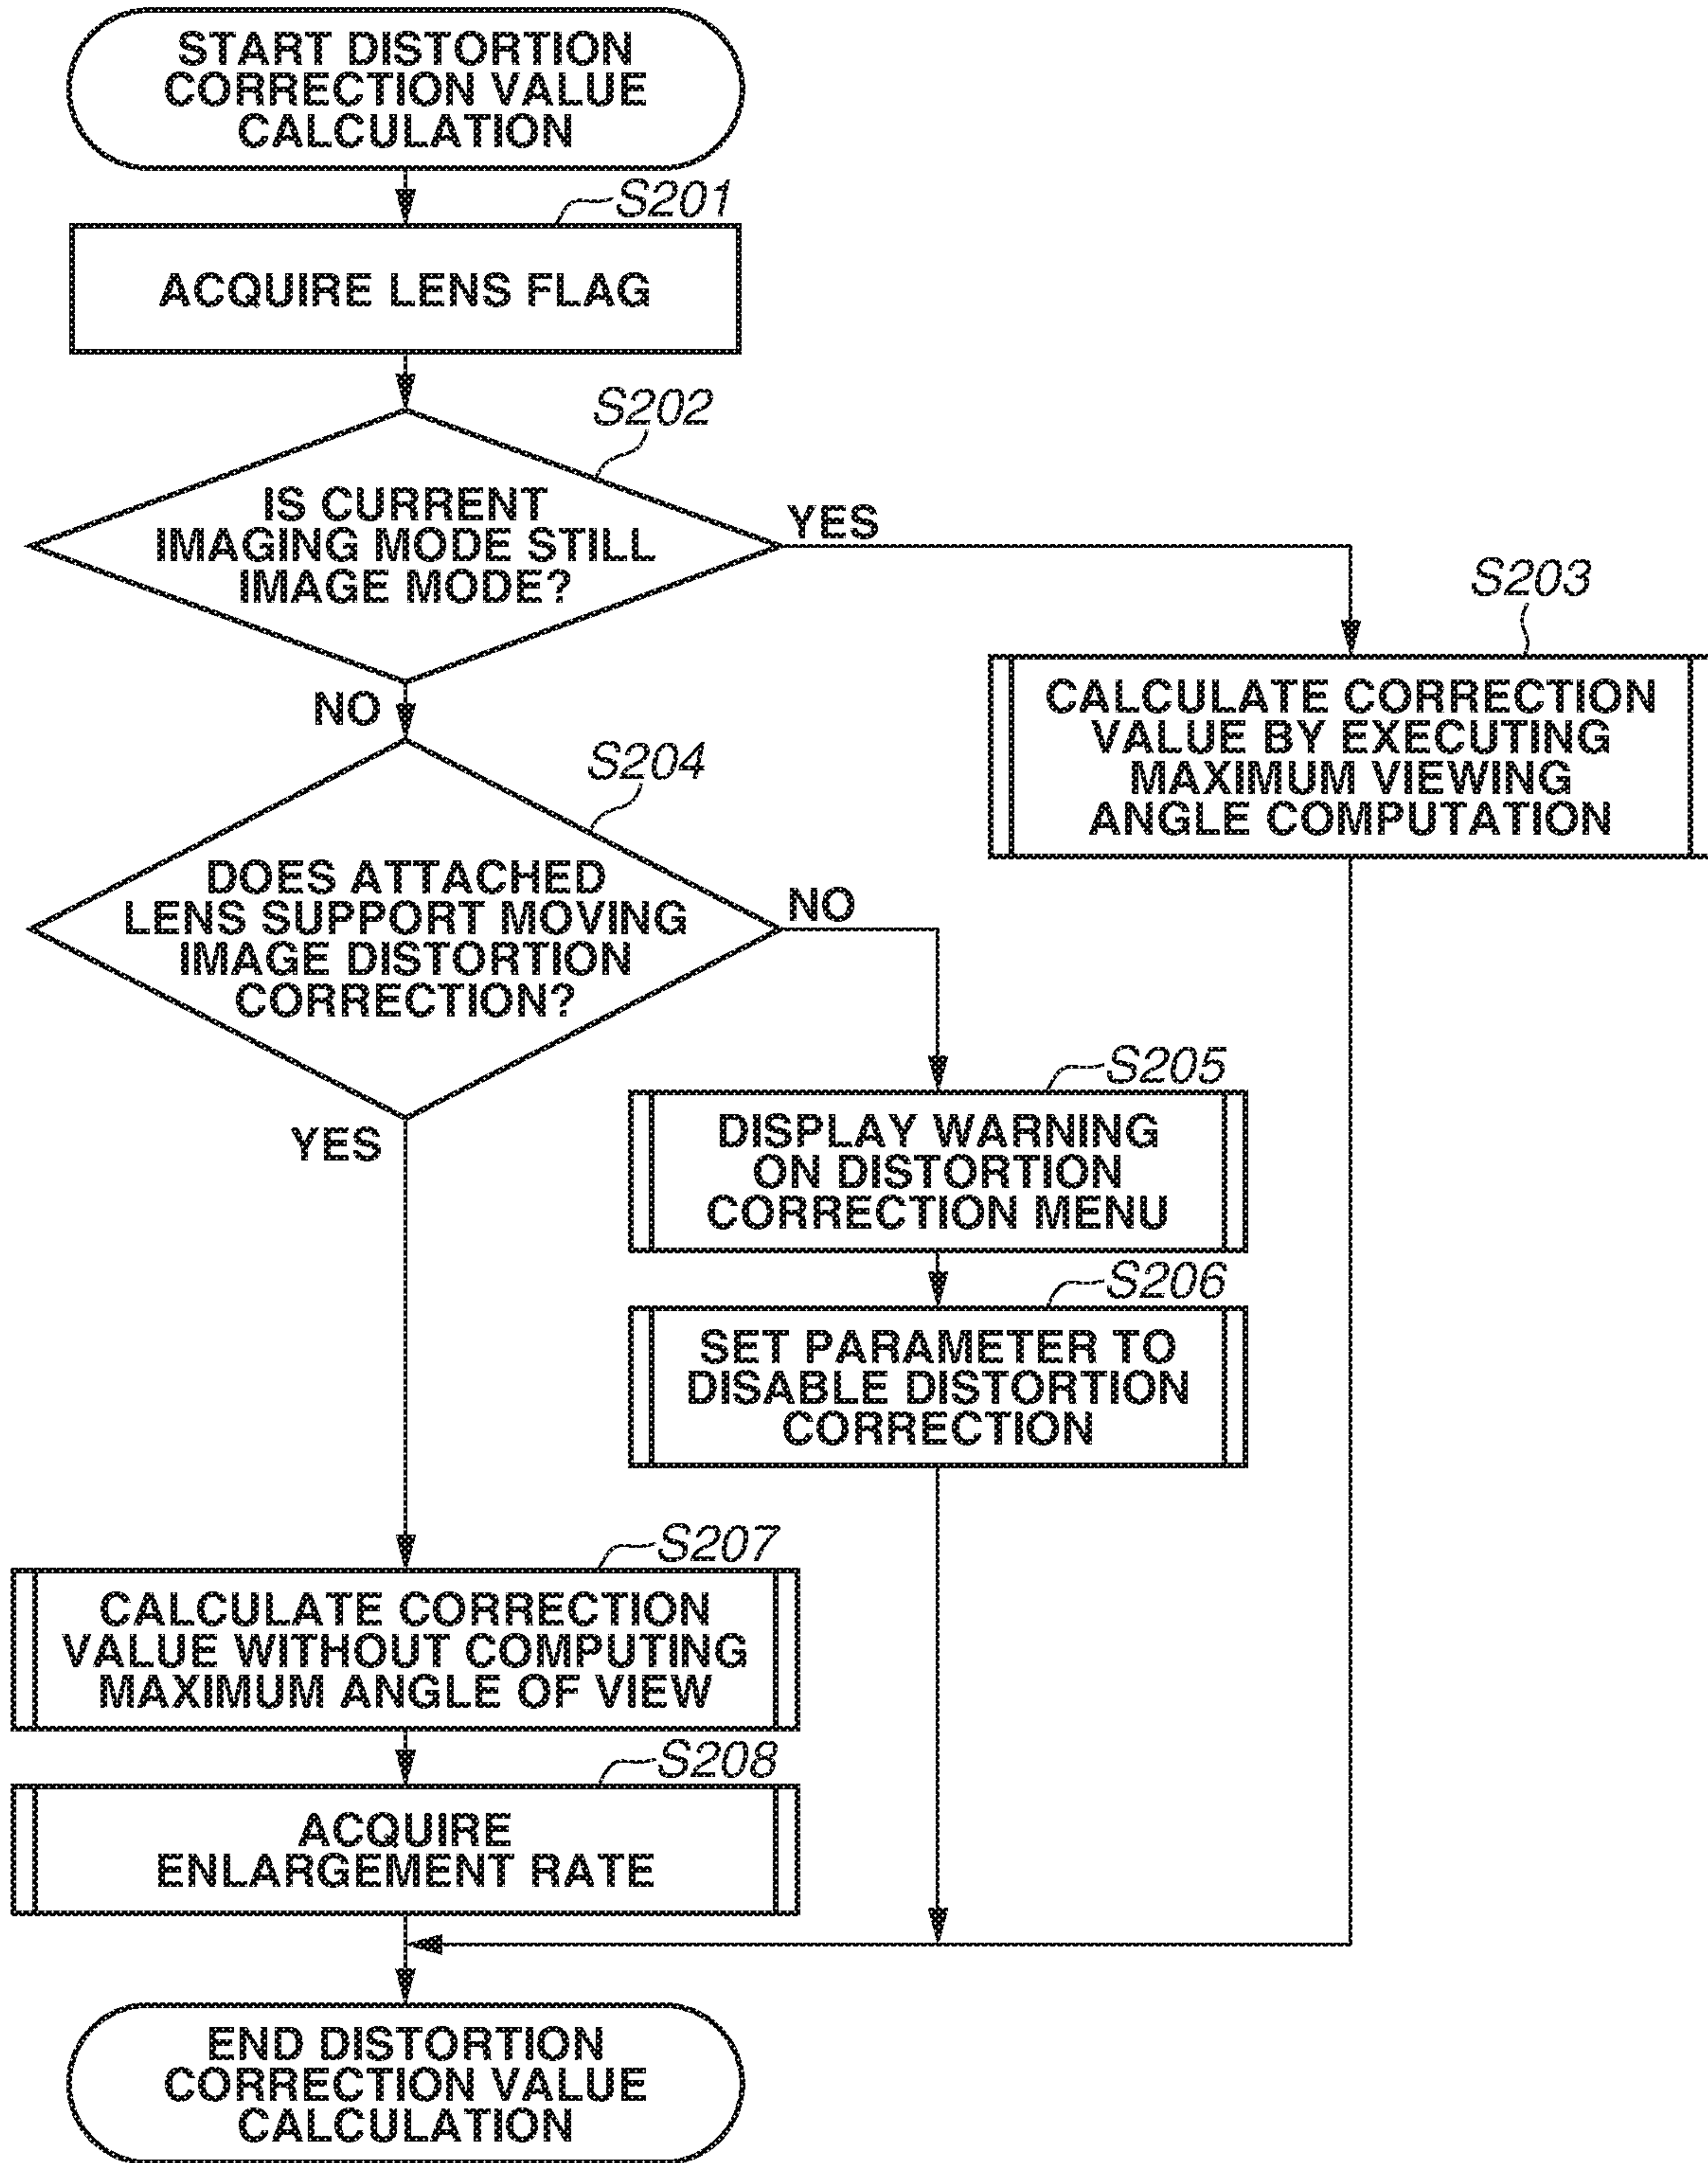 START DISTORTION
CORRECTION VALUE
CALCULATION
S201
ACQUIRE LENS FLAG
S202
IS CURRENT
IMAGING MODE STILL
IMAGE MODE?
YES
NO
S203
CALCULATE CORRECTION
VALUE BY EXECUTING
MAXIMUM VIEWING
ANGLE COMPUTATION
S204
DOES ATTACHED
LENS SUPPORT MOVING
IMAGE DISTORTION
CORRECTION?
NO
YES
S205
DISPLAY WARNING
ON DISTORTION
CORRECTION MENU
S206
SET PARAMETER TO
DISABLE DISTORTION
CORRECTION
S207
CALCULATE CORRECTION
VALUE WITHOUT COMPUTING
MAXIMUM ANGLE OF VIEW
S208
ACQUIRE
ENLARGEMENT RATE
END DISTORTION
CORRECTION VALUE
CALCULATION